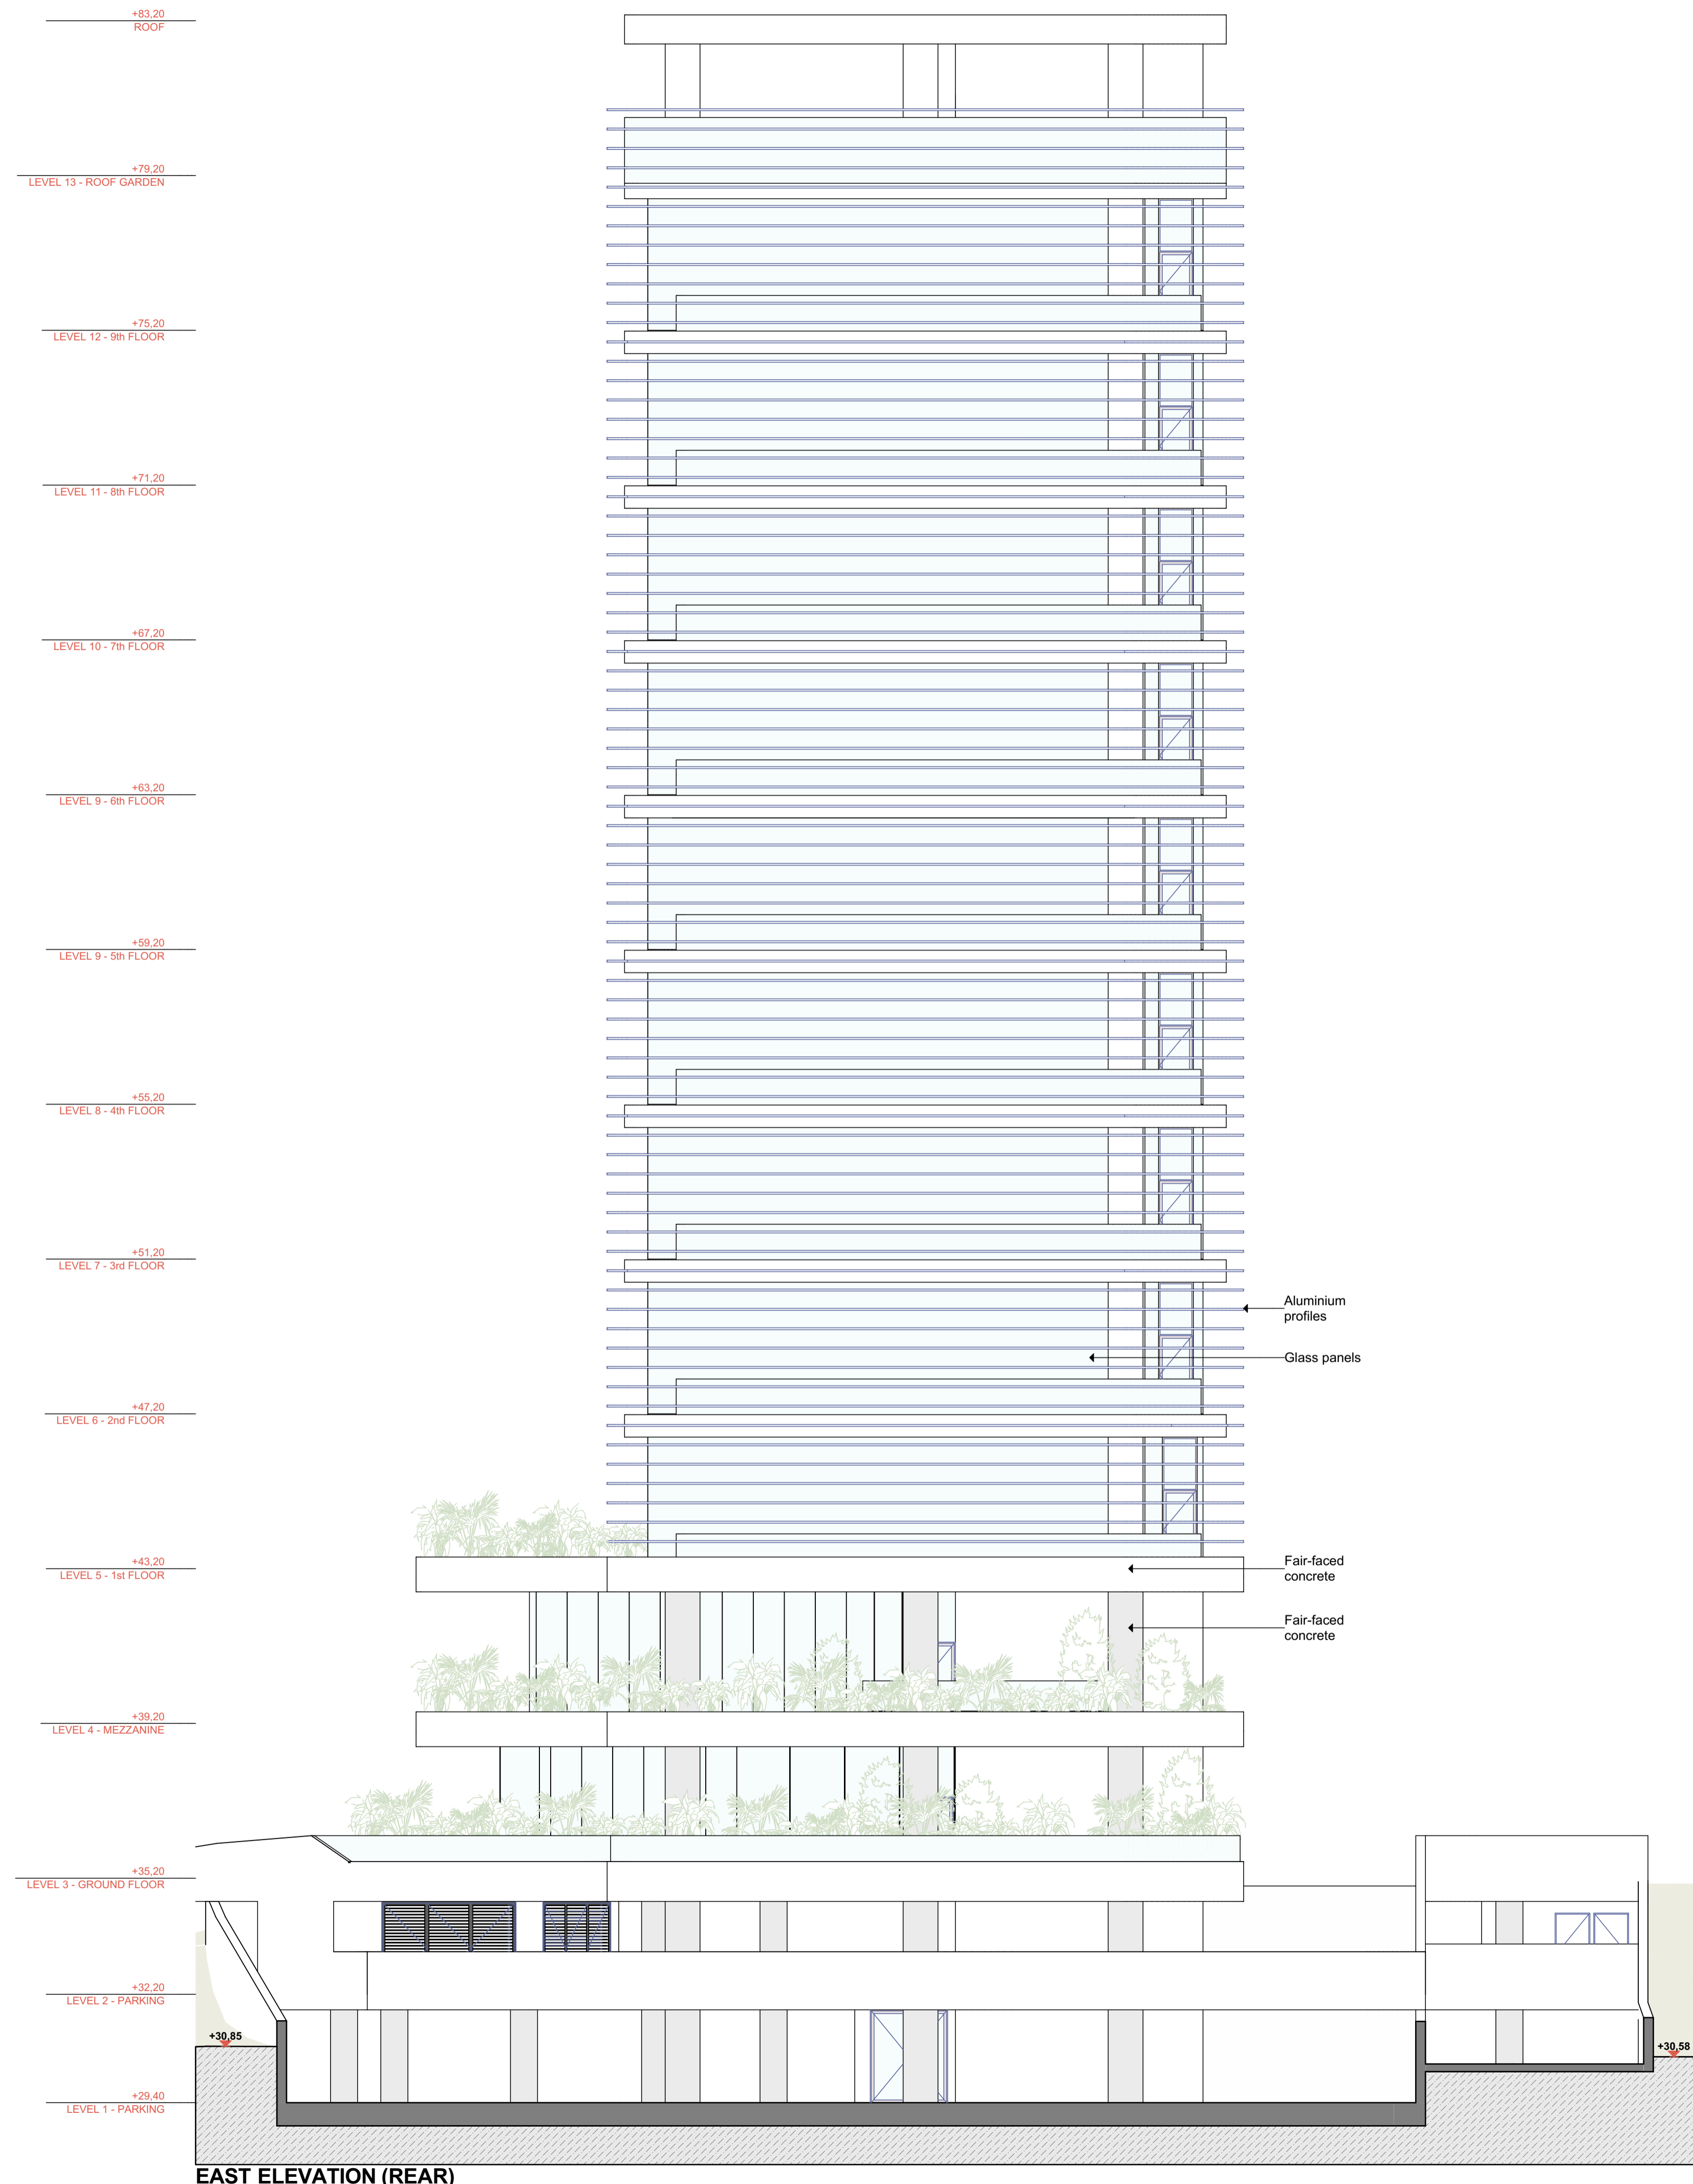 +83,20
ROOF
+79,20
LEVEL 13 - ROOF GARDEN
+75,20
LEVEL 12 - 9th FLOOR
+71,20
LEVEL 11 - 8th FLOOR
+67,20
LEVEL 10 - 7th FLOOR
+63,20
LEVEL 9 - 6th FLOOR
+59,20
LEVEL 9 - 5th FLOOR
+55,20
LEVEL 8 - 4th FLOOR
+51,20
LEVEL 7 - 3rd FLOOR
Aluminium
profiles
Glass panels
+47,20
LEVEL 6 - 2nd FLOOR
+43,20
LEVEL 5 - 1st FLOOR
Fair-faced
concrete
Fair-faced
concrete
+39,20
LEVEL 4 - MEZZANINE
+35,20
LEVEL 3 - GROUND FLOOR
+32,20
LEVEL 2 - PARKING
+30,85
+30,58
+29,40
LEVEL 1 - PARKING
EAST ELEVATION (REAR)